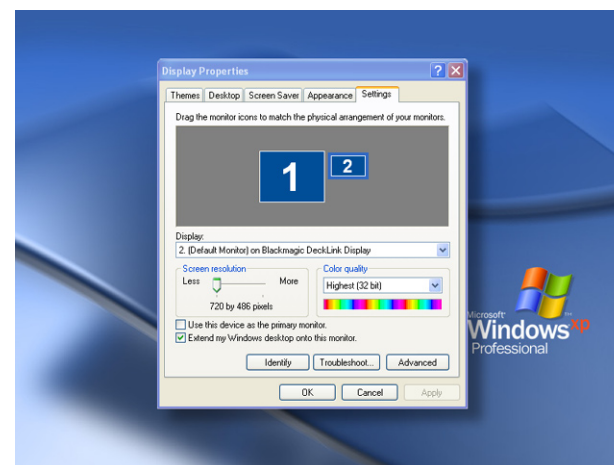 Display Properties
Themes Desktop Screen Saver Appearance Settings
Drag the monitor icons to match the physical arrangement of your monitors.
1 2
Display:
2. (Default Monitor) on Blackmagic DeckLink Display
Screen resolution
Less More
720 by 486 pixels
Color quality
Highest (32 bit)
Use this device as the primary monitor.
Extend my Windows desktop onto this monitor.
Identify Troubleshoot... Advanced
OK Cancel Apply
Microsoft
Windows xp
Professional